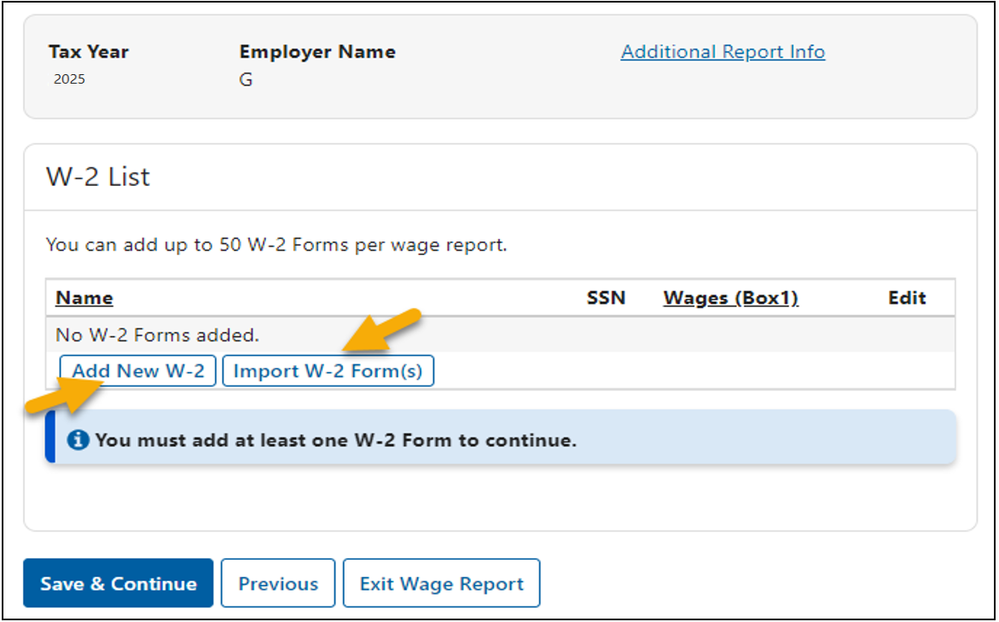 Tax Year Employer Name Additional Report Info
2025 G
W-2 List
You can add up to 50 W-2 Forms per wage report.
Name SSN Wages (Box1) Edit
No W-2 Forms added.
Add New W-2 Import W-2 Form(s)
You must add at least one W-2 Form to continue.
Save & Continue Previous Exit Wage Report